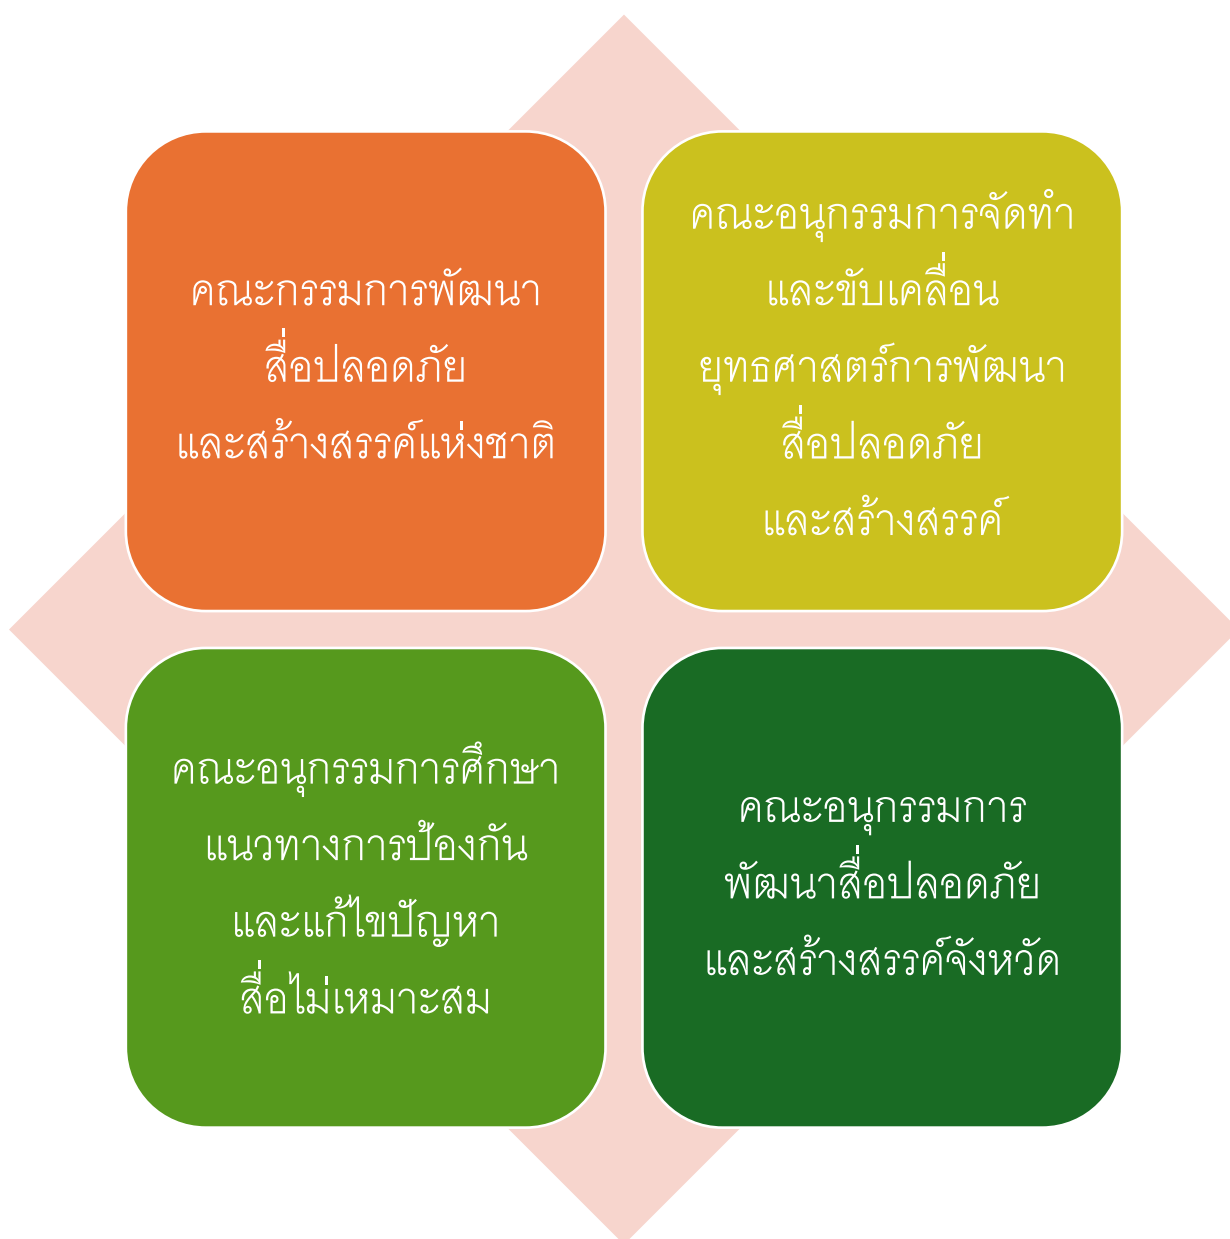 คณะกรรมการพัฒนา
สื่อปลอดภัย
และสร้างสรรค์แห่งชาติ
คณะอนุกรรมการจัดทำ
และขับเคลื่อน
ยุทธศาสตร์การพัฒนา
สื่อปลอดภัย
และสร้างสรรค์
คณะอนุกรรมการศึกษา
แนวทางการป้องกัน
และแก้ไขปัญหา
สื่อไม่เหมาะสม
คณะอนุกรรมการ
พัฒนาสื่อปลอดภัย
และสร้างสรรค์จังหวัด